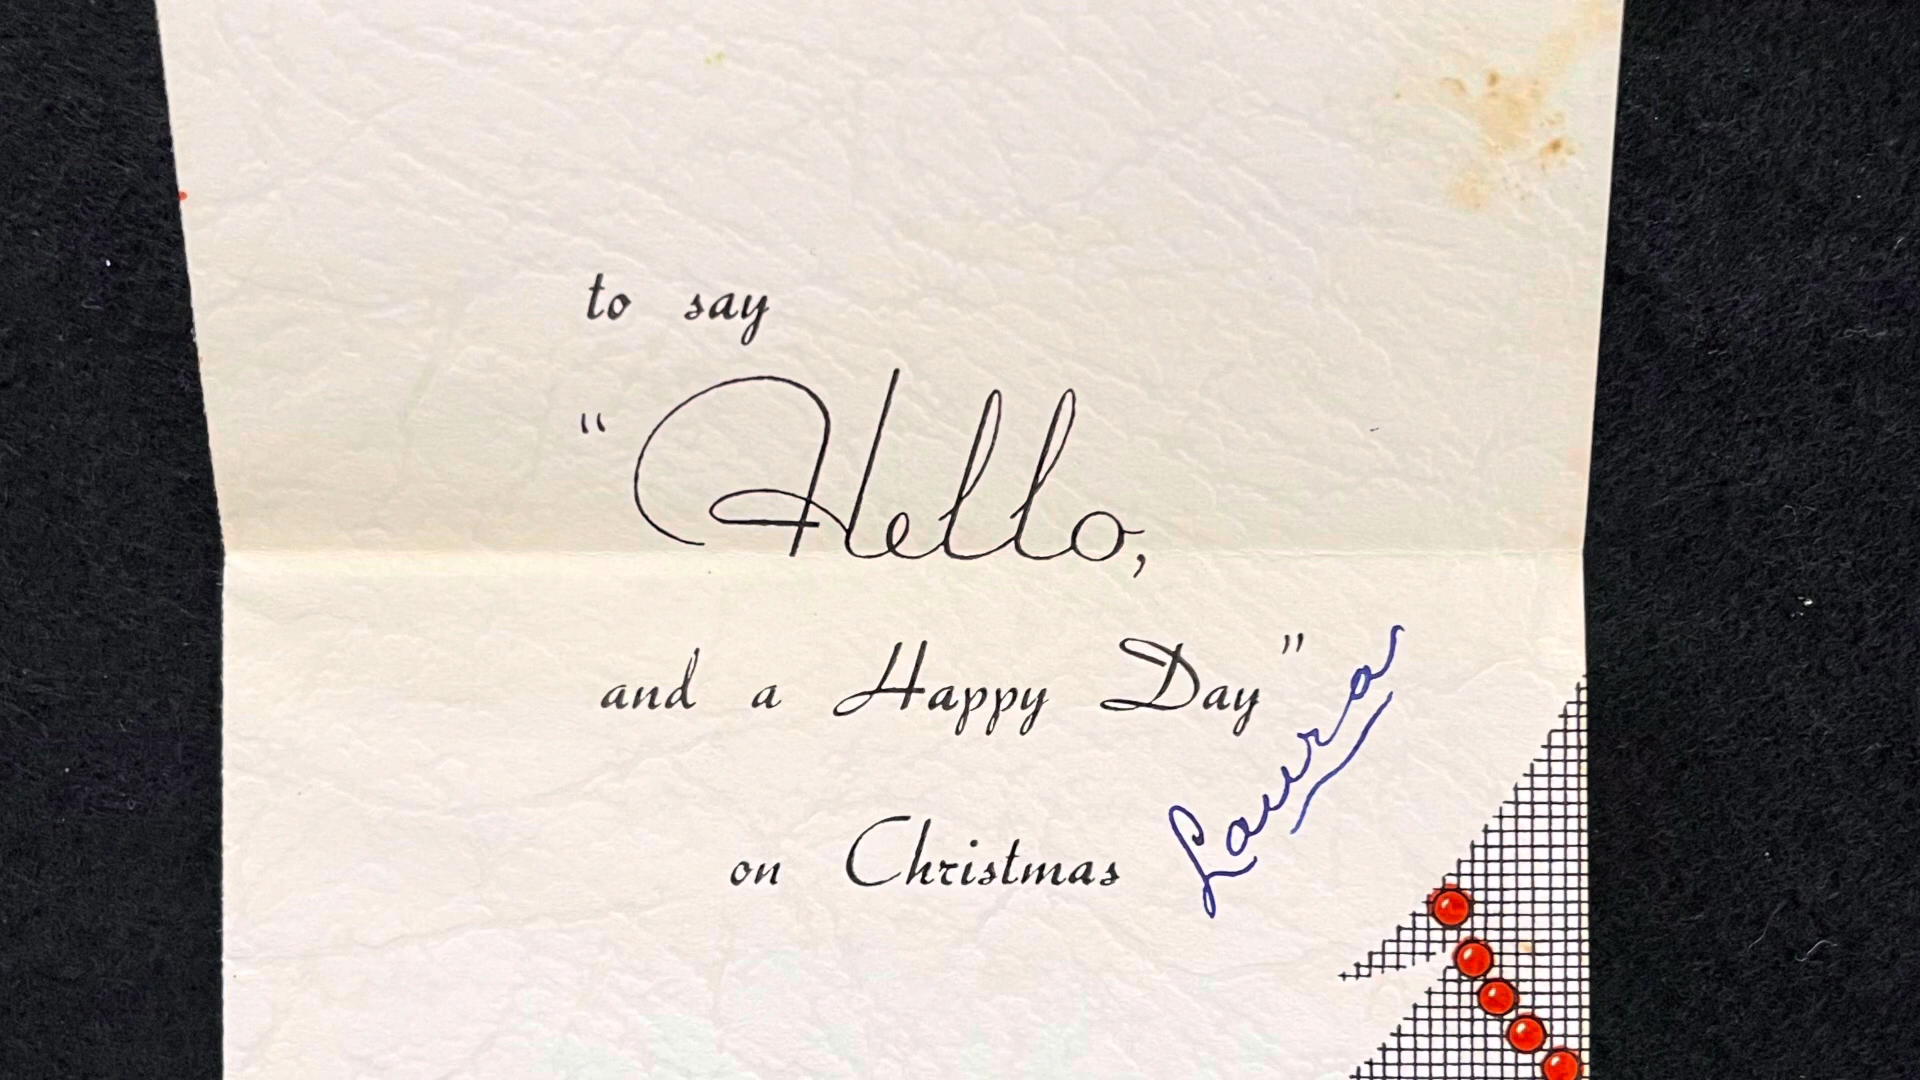 to say
“Hello,
and a Happy Day”
on Christmas
Laura